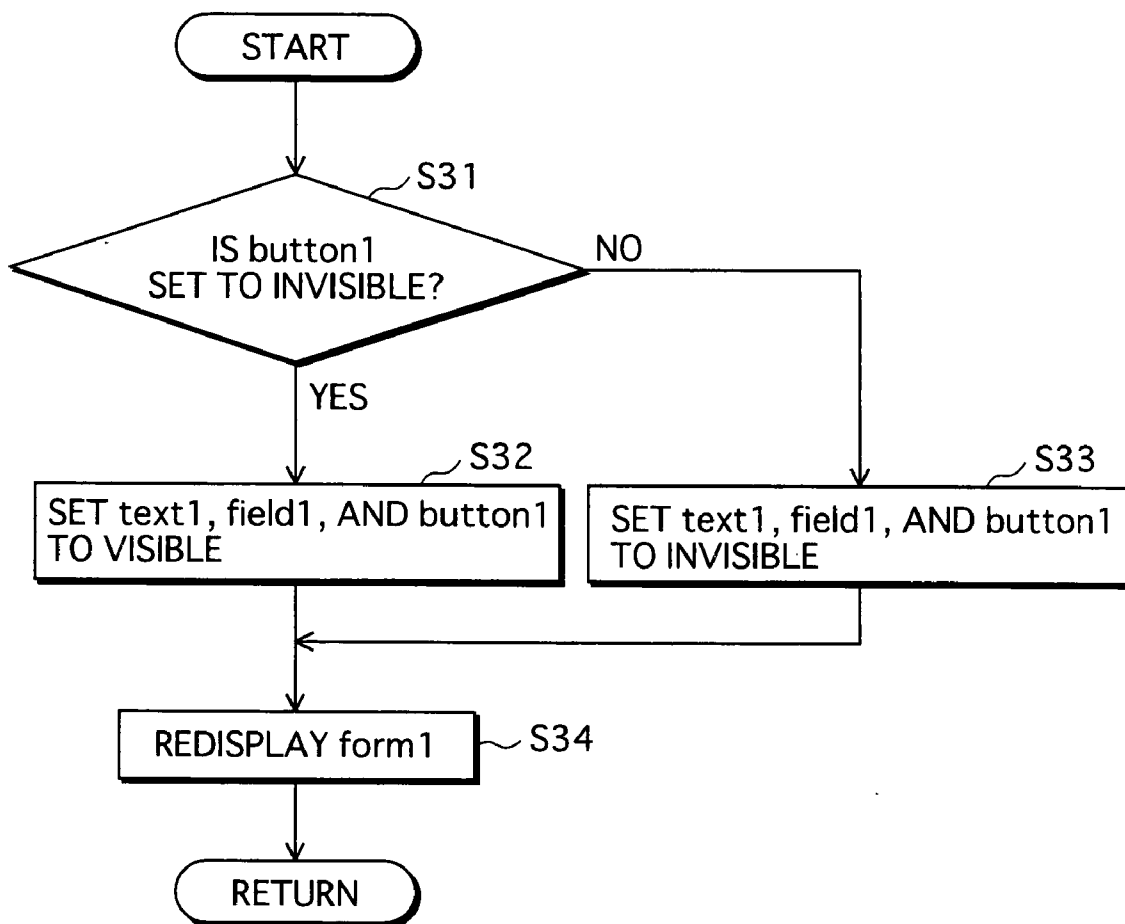 START
S31
IS button1
SET TO INVISIBLE?
NO
YES
S32
SET text1, field1, AND button1
TO VISIBLE
S33
SET text1, field1, AND button1
TO INVISIBLE
REDISPLAY form1
S34
RETURN